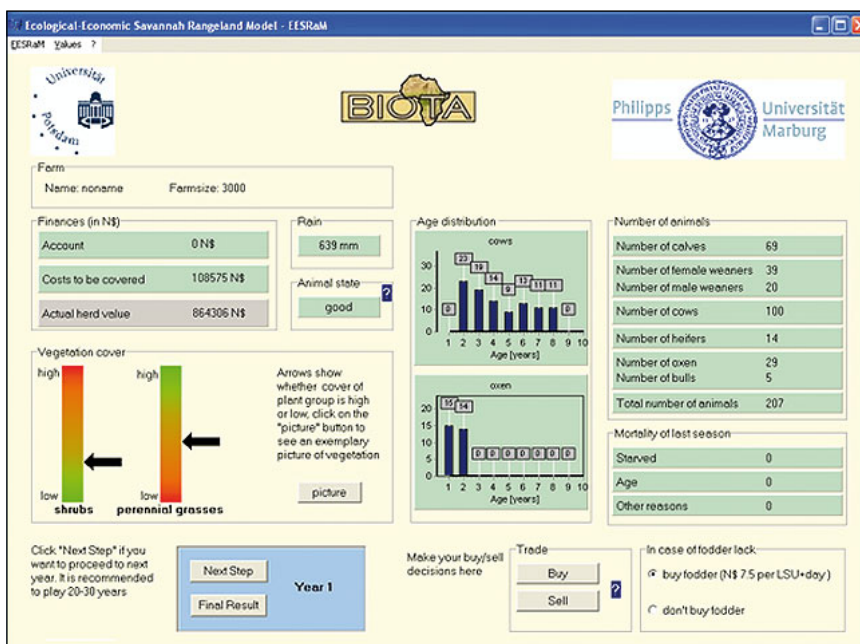 Ecological-Economic Savannah Rangeland Model - EESRaM
EESRaM Values ?
Universität
Potsdam
BIOTA
Philipps
Universität
Marburg
Farm
Name: noname Farmsize: 3000
Finances (in N$)
Account 0 N$
Costs to be covered 108575 N$
Actual herd value 864306 N$
Rain
639 mm
Animal state
?
good
Vegetation cover
high
low
shrubs
high
low
perennial grasses
Arrows show
whether cover of
plant group is high
or low, click on the
"picture" button to
see an exemplary
picture of vegetation
picture
Age distribution
cows
30
20
10
0
0 23 19 14 9 13 11 11 0
1 2 3 4 5 6 7 8 9 10
Age [years]
oxen
20
15
10
5
0
15 14 0 0 0 0 0 0 0
1 2 3 4 5 6 7 8 9 10
Age [years]
Number of animals
Number of calves 69
Number of female weaners 39
Number of male weaners 20
Number of cows 100
Number of heifers 14
Number of oxen 29
Number of bulls 5
Total number of animals 207
Mortality of last season
Starved 0
Age 0
Other reasons 0
Click "Next Step" if you
want to proceed to next
year. It is recommended
to play 20-30 years
Next Step
Final Result
Year 1
Make your buy/sell
decisions here
Trade
Buy
Sell
?
In case of fodder lack
buy fodder (N$ 7.5 per LSU+day)
don't buy fodder